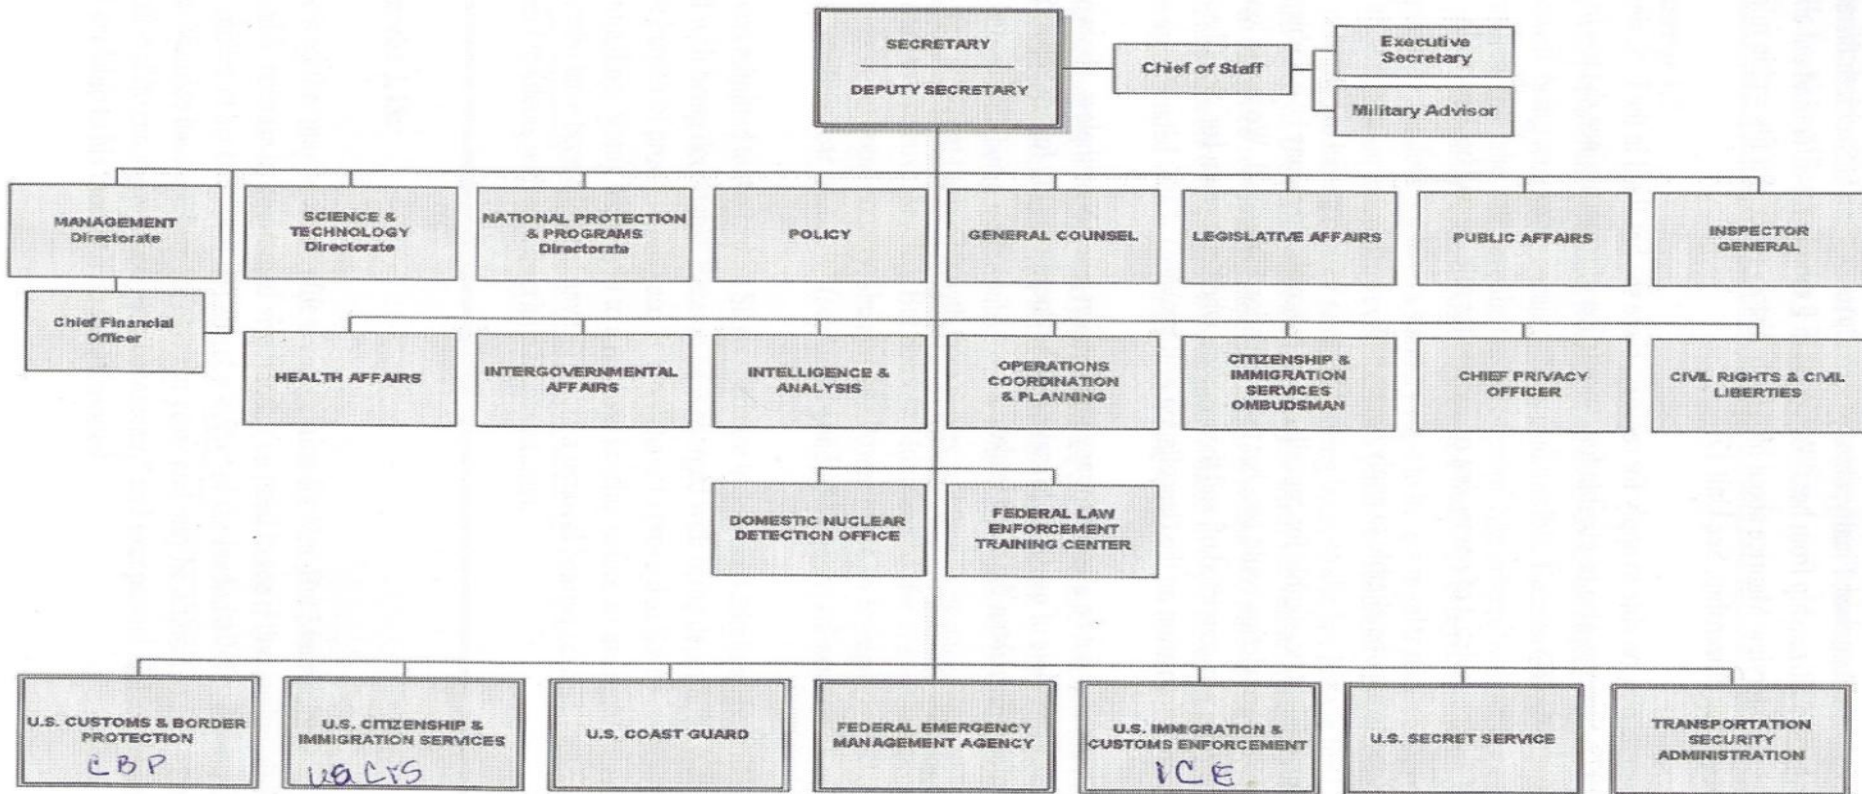 SECRETARY
DEPUTY SECRETARY
Chief of Staff
Executive
Secretary
Military Advisor
MANAGEMENT
Directorate
SCIENCE &
TECHNOLOGY
Directorate
NATIONAL PROTECTION
& PROGRAMS
Directorate
POLICY
GENERAL COUNSEL
LEGISLATIVE AFFAIRS
PUBLIC AFFAIRS
INSPECTOR
GENERAL
Chief Financial
Officer
HEALTH AFFAIRS
INTERGOVERNMENTAL
AFFAIRS
INTELLIGENCE &
ANALYSIS
OPERATIONS
COORDINATION
& PLANNING
CITIZENSHIP &
IMMIGRATION
SERVICES
OMBUDSMAN
CHIEF PRIVACY
OFFICER
CIVIL RIGHTS & CIVIL
LIBERTIES
DOMESTIC NUCLEAR
DETECTION OFFICE
FEDERAL LAW
ENFORCEMENT
TRAINING CENTER
U.S. CUSTOMS & BORDER
PROTECTION
CBP
U.S. CITIZENSHIP &
IMMIGRATION SERVICES
USCIS
U.S. COAST GUARD
FEDERAL EMERGENCY
MANAGEMENT AGENCY
U.S. IMMIGRATION &
CUSTOMS ENFORCEMENT
ICE
U.S. SECRET SERVICE
TRANSPORTATION
SECURITY
ADMINISTRATION